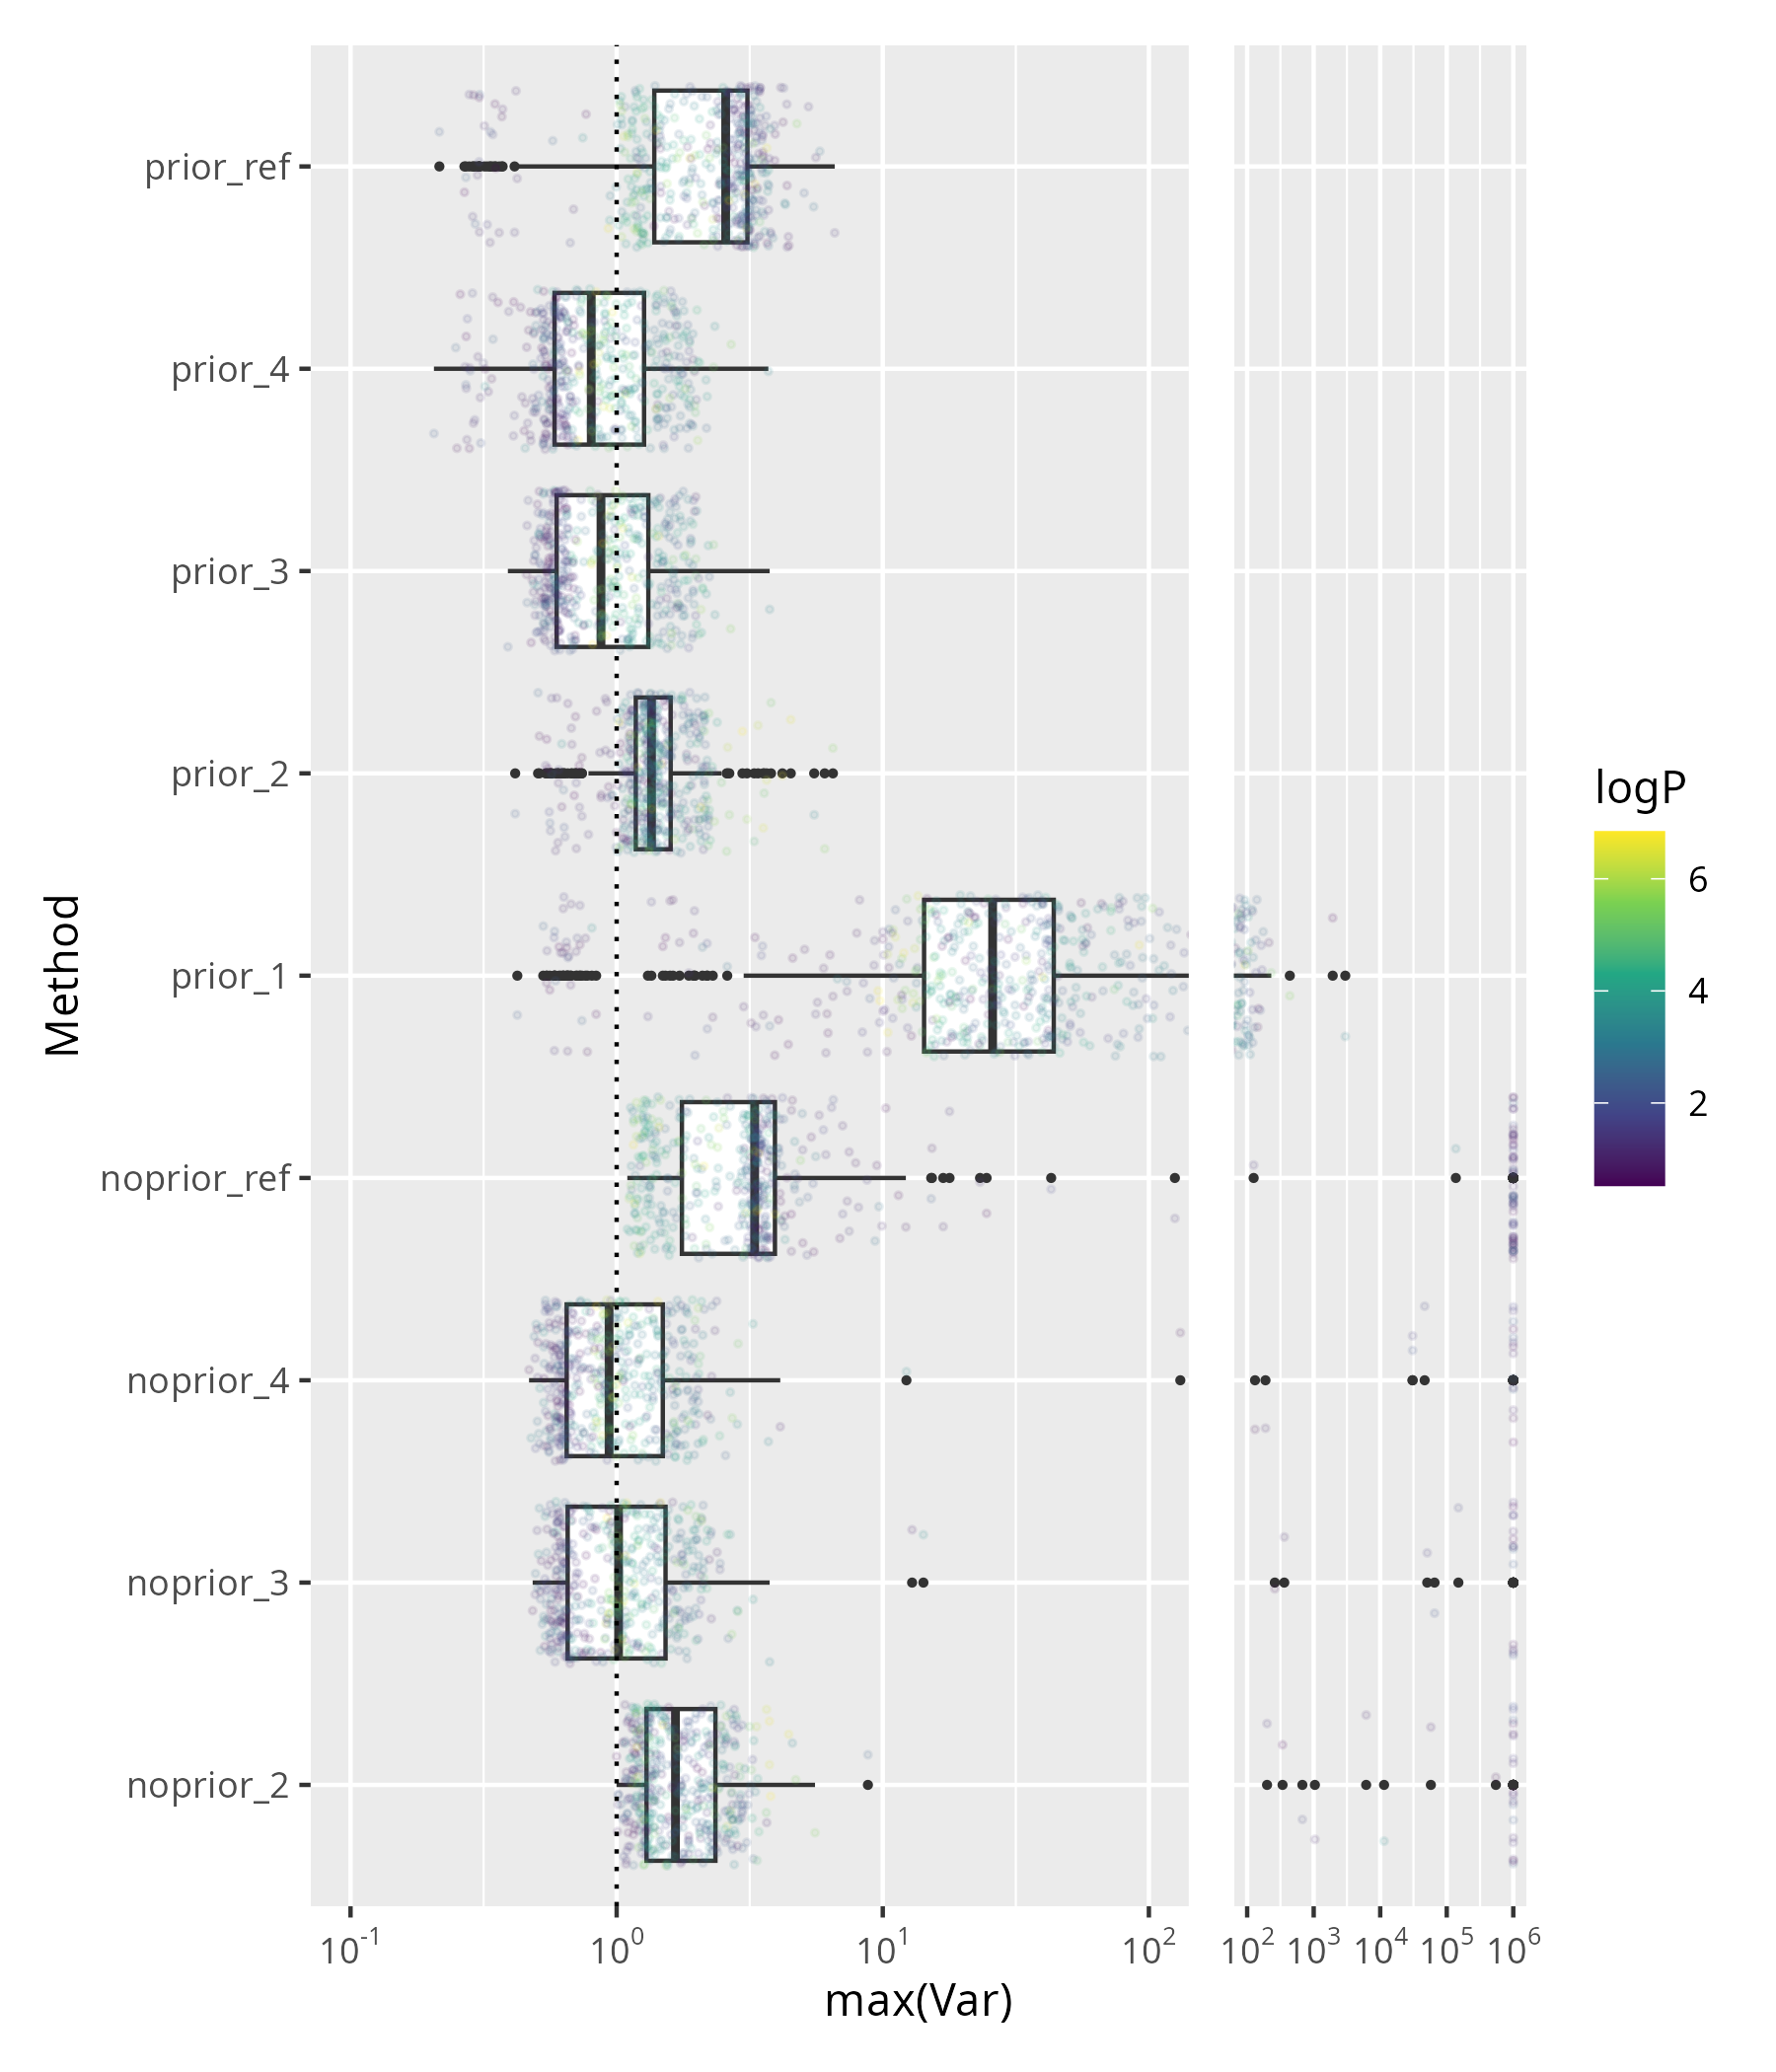 prior_ref
prior_4
prior_3
prior_2
prior_1
noprior_ref
noprior_4
noprior_3
noprior_2
Method
10^-1 10^0 10^1 10^2 10^2 10^3 10^4 10^5 10^6
max(Var)
logP
6
4
2